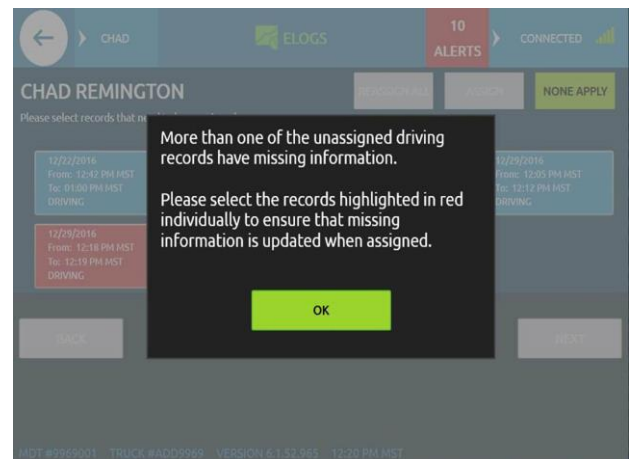 CHAD
ELOGS
10
ALERTS
CONNECTED
CHAD REMINGTON
REASSIGN ALL
ASSIGN
NONE APPLY
Please select records that
More than one of the unassigned driving
records have missing information.
Please select the records highlighted in red
individually to ensure that missing
information is updated when assigned.
OK
12/22/2016
From: 12:42 PM MST
To: 01:00 PM MST
DRIVING
12/29/2016
From: 12:05 PM MST
To: 12:12 PM MST
DRIVING
12/29/2016
From: 12:18 PM MST
To: 12:19 PM MST
DRIVING
BACK
NEXT
MDT #9969001 TRUCK #ADD9969 VERSION 6.1.52.965 12:20 PM MST